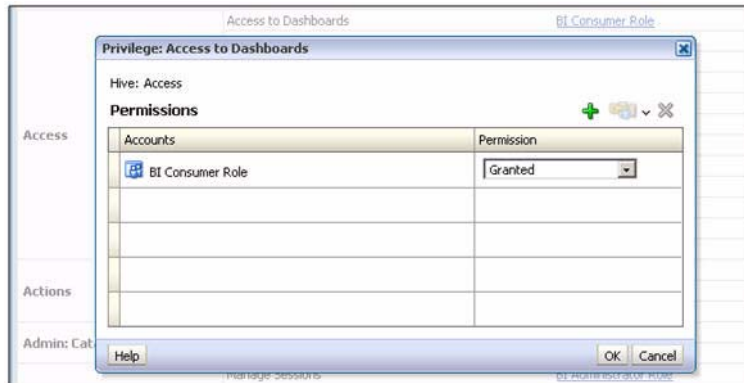 Access to Dashboards BI Consumer Role
Privilege: Access to Dashboards
Hive: Access
Permissions
Accounts Permission
BI Consumer Role Granted
Access
Actions
Admin: Cat
Help OK Cancel
Manage Sessions BI Administrator Role